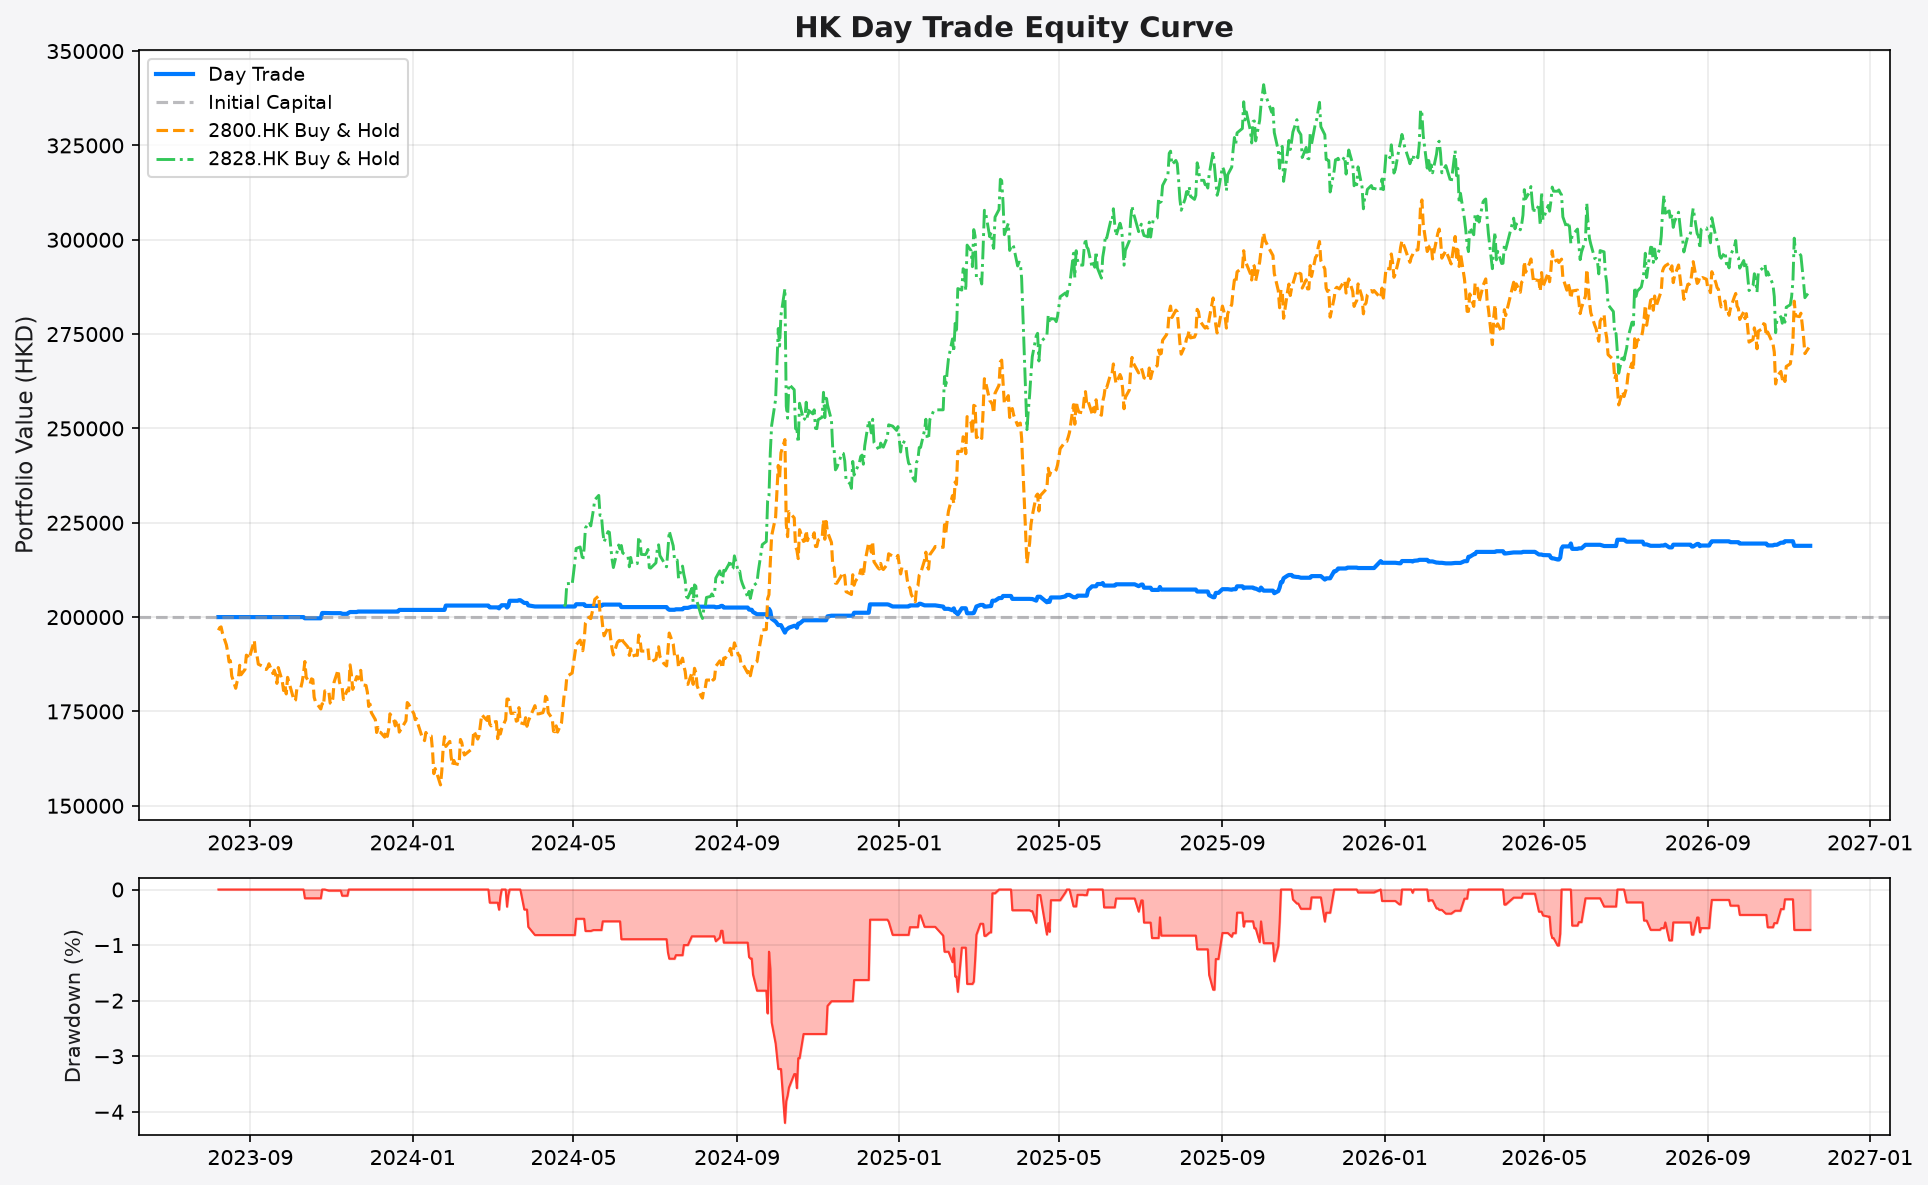 HK Day Trade Equity Curve
Day Trade
Initial Capital
2800.HK Buy & Hold
2828.HK Buy & Hold
Portfolio Value (HKD)
350000
325000
300000
275000
250000
225000
200000
175000
150000
2023-09 2024-01 2024-05 2024-09 2025-01 2025-05 2025-09 2026-01 2026-05 2026-09 2027-01
Drawdown (%)
0
−1
−2
−3
−4
2023-09 2024-01 2024-05 2024-09 2025-01 2025-05 2025-09 2026-01 2026-05 2026-09 2027-01